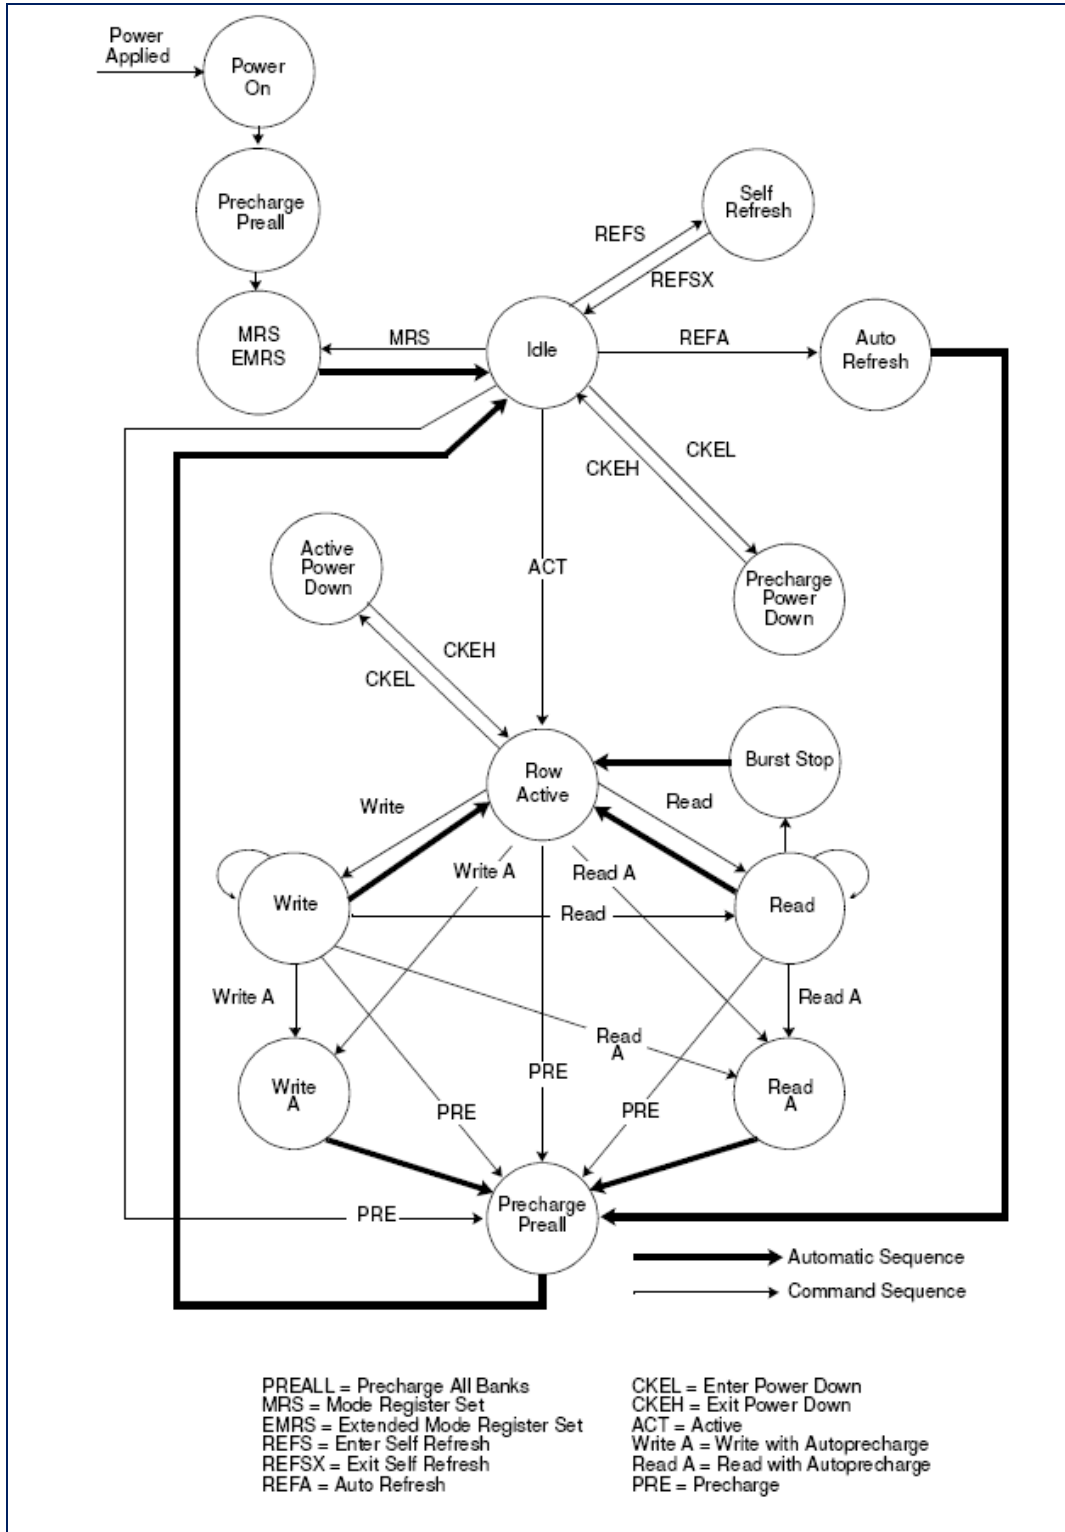 Power
Applied
Power
On
Precharge
Preall
Self
Refresh
REFS
REFSX
MRS
EMRS
MRS
Idle
REFA
Auto
Refresh
CKEL
CKEH
Active
Power
Down
ACT
Precharge
Power
Down
CKEH
CKEL
Row
Active
Burst Stop
Write
Read
Write A
Read A
Write
Read
Read
Write A
Read A
Read
A
Write
A
PRE
Read
A
PRE
PRE
Precharge
Preall
PRE
Automatic Sequence
Command Sequence
PREALL = Precharge All Banks
MRS = Mode Register Set
EMRS = Extended Mode Register Set
REFS = Enter Self Refresh
REFSX = Exit Self Refresh
REFA = Auto Refresh
CKEL = Enter Power Down
CKEH = Exit Power Down
ACT = Active
Write A = Write with Autoprecharge
Read A = Read with Autoprecharge
PRE = Precharge